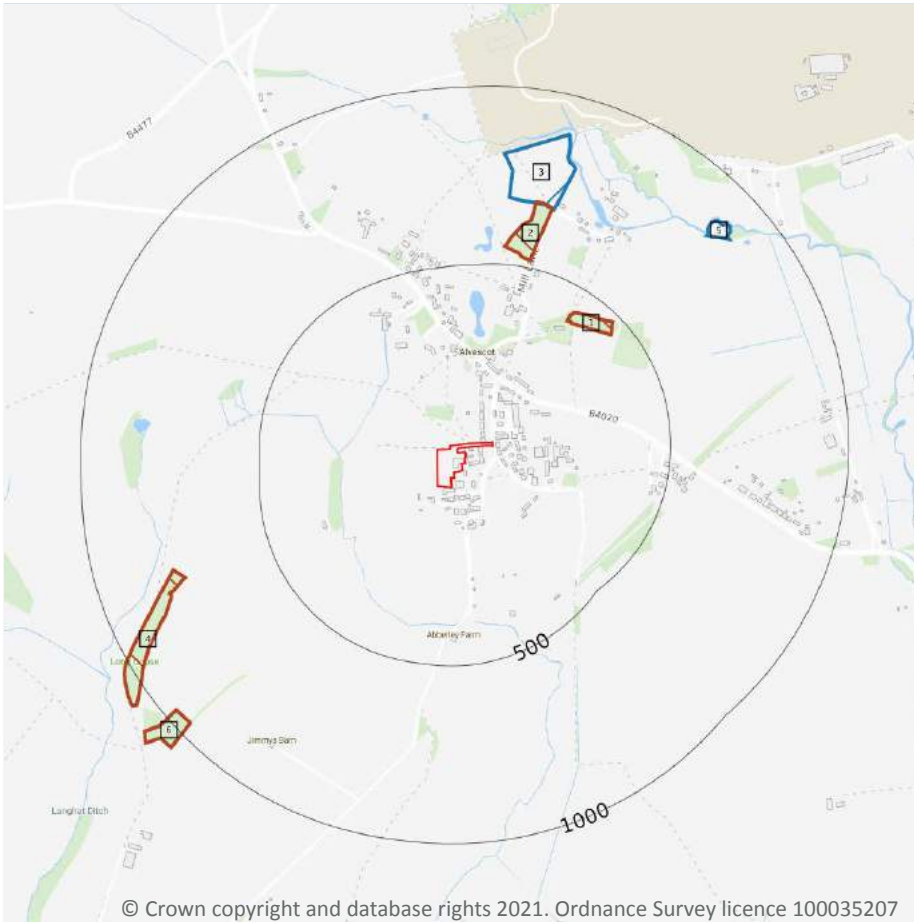 B4477
3
2
5
Mill Lane
1
Alvescot
B4020
4
500
Abberley Farm
6
Jimmys Barn
1000
Langhat Ditch
© Crown copyright and database rights 2021. Ordnance Survey licence 100035207